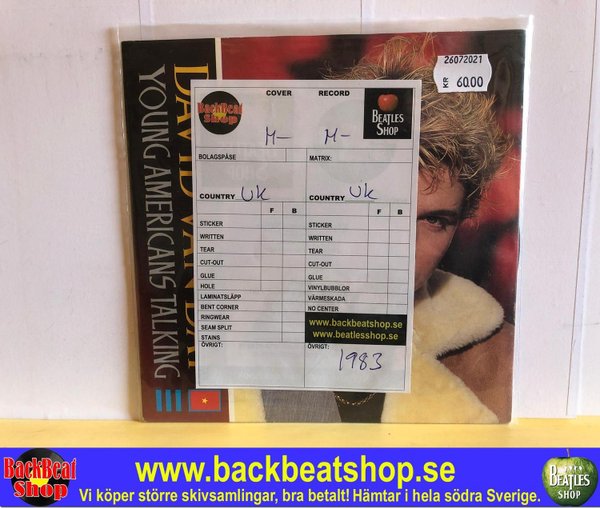 DAVID VAN DAY
YOUNG AMERICANS TALKING
26072021
KR 60.00
BackBeat
Shop
COVER RECORD
BEATLES
SHOP
M- M-
BOLAGSPÅSE MATRIX:
COUNTRY UK COUNTRY UK
F B F B
STICKER STICKER
WRITTEN WRITTEN
TEAR TEAR
CUT-OUT CUT-OUT
GLUE GLUE
HOLE VINYLBUBBLOR
LAMINATSLÄPP VÄRMESKADA
BENT CORNER NO CENTER
RINGWEAR
SEAM SPLIT
STAINS
www.backbeatshop.se
www.beatlesshop.se
ÖVRIGT: ÖVRIGT:
1983
BackBeat
Shop
www.backbeatshop.se
Vi köper större skivsamlingar, bra betalt! Hämtar i hela södra Sverige.
BEATLES
SHOP